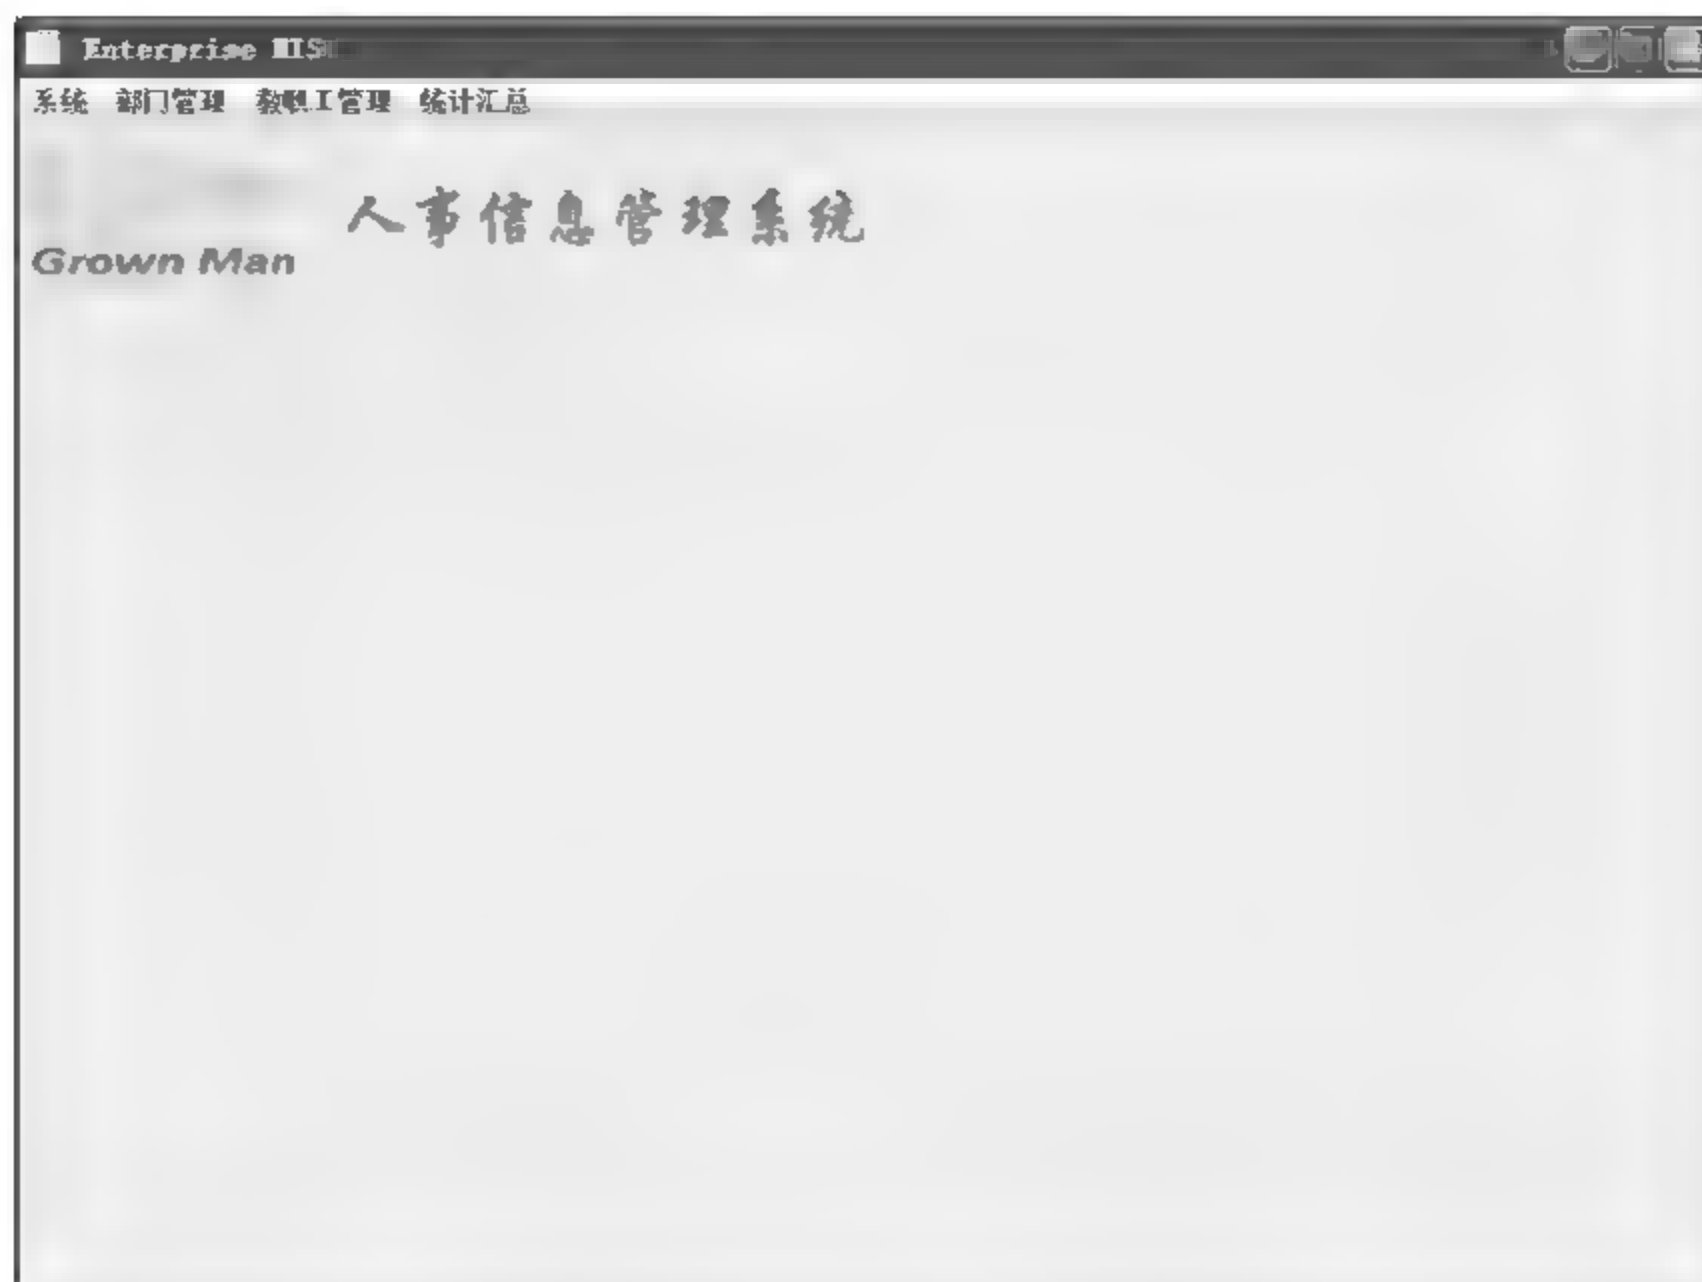 Enterprise MIS
系统 部门管理 教职工管理 统计汇总
人事信息管理系统
Grown Man